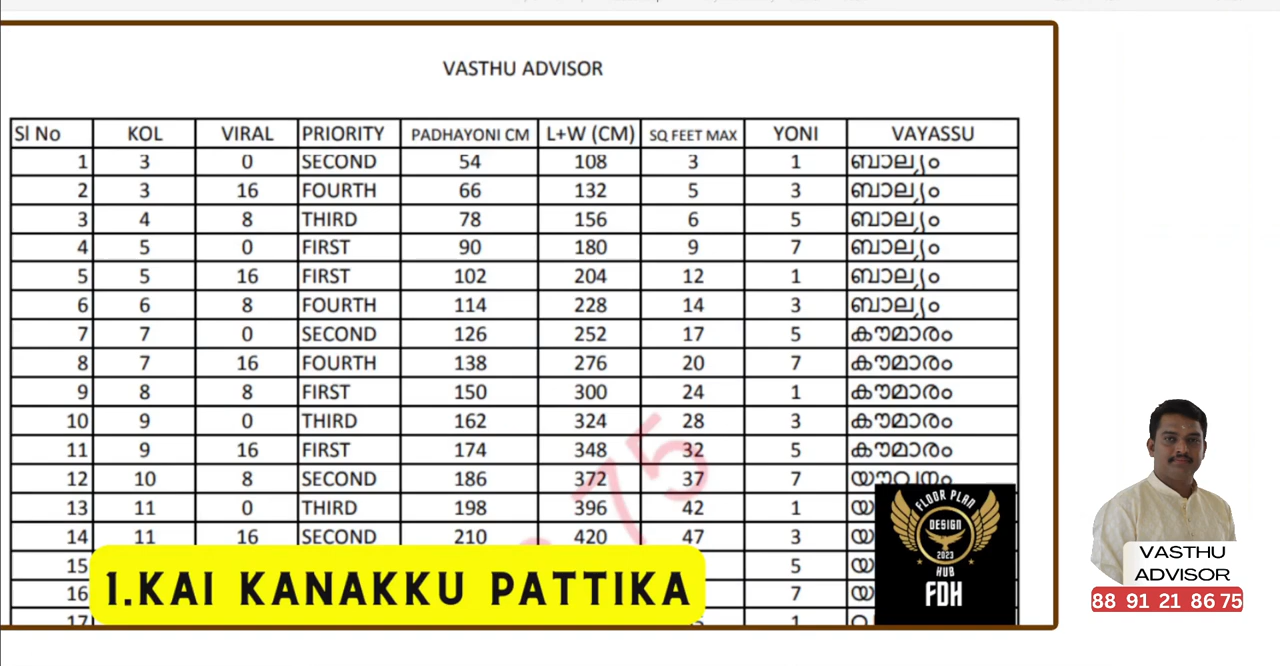 VASTHU ADVISOR
Sl No KOL VIRAL PRIORITY PADHAYONI CM L+W (CM) SQ FEET MAX YONI VAYASSU
1 3 0 SECOND 54 108 3 1 ബാല്യം
2 3 16 FOURTH 66 132 5 3 ബാല്യം
3 4 8 THIRD 78 156 6 5 ബാല്യം
4 5 0 FIRST 90 180 9 7 ബാല്യം
5 5 16 FIRST 102 204 12 1 ബാല്യം
6 6 8 FOURTH 114 228 14 3 ബാല്യം
7 7 0 SECOND 126 252 17 5 കൗമാരം
8 7 16 FOURTH 138 276 20 7 കൗമാരം
9 8 8 FIRST 150 300 24 1 കൗമാരം
10 9 0 THIRD 162 324 28 3 കൗമാരം
11 9 16 FIRST 174 348 32 5 കൗമാരം
12 10 8 SECOND 186 372 37 7 യൗവനം
13 11 0 THIRD 198 396 42 1
14 11 16 SECOND 210 420 47 3
15 5
16 7
17 1
75
1.KAI KANAKKU PATTIKA
FLOOR PLAN
DESIGN
2023
HUB
FDH
VASTHU
ADVISOR
88 91 21 86 75